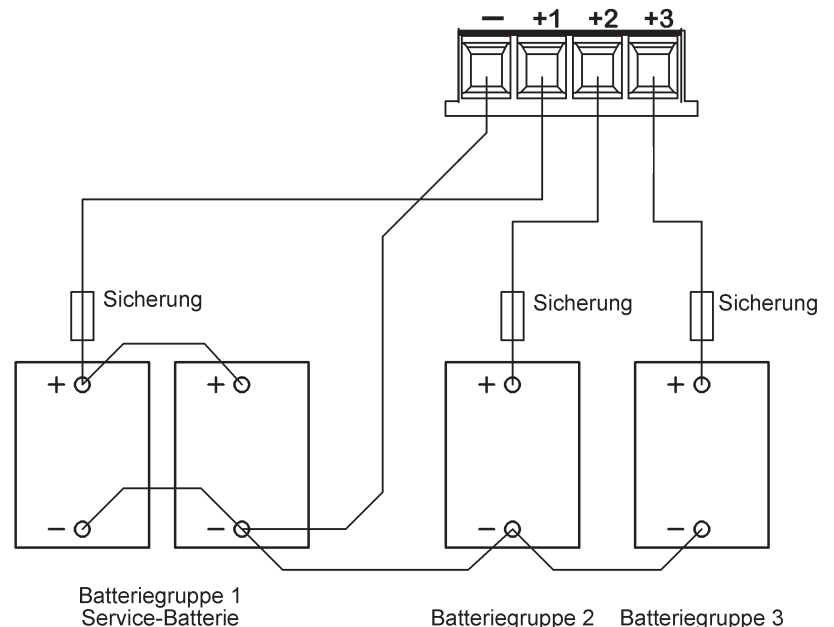 − +1 +2 +3
Sicherung
Sicherung
Sicherung
+ + + +
− − − −
Batteriegruppe 1
Service-Batterie
Batteriegruppe 2
Batteriegruppe 3